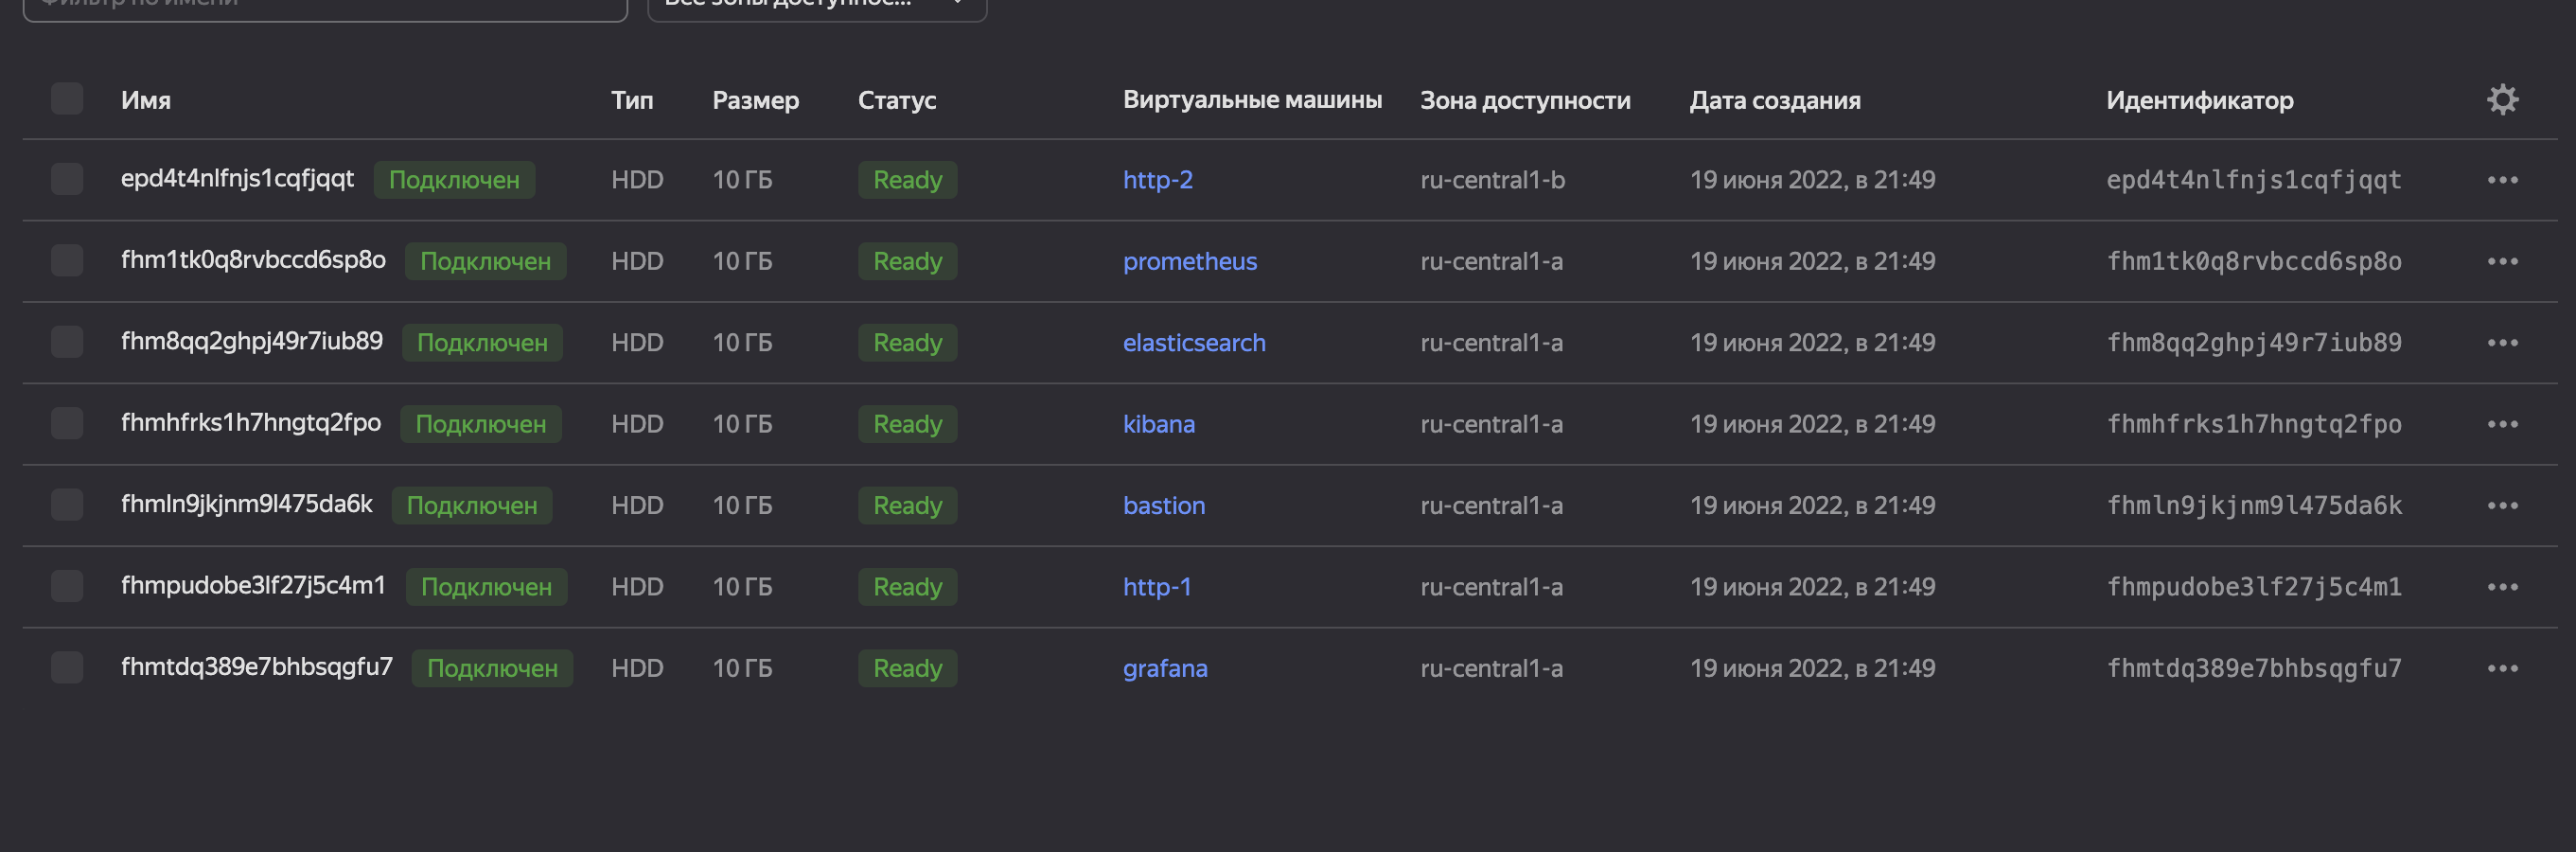 Фильтр по имени Все зоны доступнос...
Имя Тип Размер Статус Виртуальные машины Зона доступности Дата создания Идентификатор
epd4t4nlfnjs1cqfjqqt Подключен HDD 10 ГБ Ready http-2 ru-central1-b 19 июня 2022, в 21:49 epd4t4nlfnjs1cqfjqqt
fhm1tk0q8rvbccd6sp8o Подключен HDD 10 ГБ Ready prometheus ru-central1-a 19 июня 2022, в 21:49 fhm1tk0q8rvbccd6sp8o
fhm8qq2ghpj49r7iub89 Подключен HDD 10 ГБ Ready elasticsearch ru-central1-a 19 июня 2022, в 21:49 fhm8qq2ghpj49r7iub89
fhmhfrks1h7hngtq2fpo Подключен HDD 10 ГБ Ready kibana ru-central1-a 19 июня 2022, в 21:49 fhmhfrks1h7hngtq2fpo
fhmln9jkjnm9l475da6k Подключен HDD 10 ГБ Ready bastion ru-central1-a 19 июня 2022, в 21:49 fhmln9jkjnm9l475da6k
fhmpudobe3lf27j5c4m1 Подключен HDD 10 ГБ Ready http-1 ru-central1-a 19 июня 2022, в 21:49 fhmpudobe3lf27j5c4m1
fhmtdq389e7bhbsqgfu7 Подключен HDD 10 ГБ Ready grafana ru-central1-a 19 июня 2022, в 21:49 fhmtdq389e7bhbsqgfu7